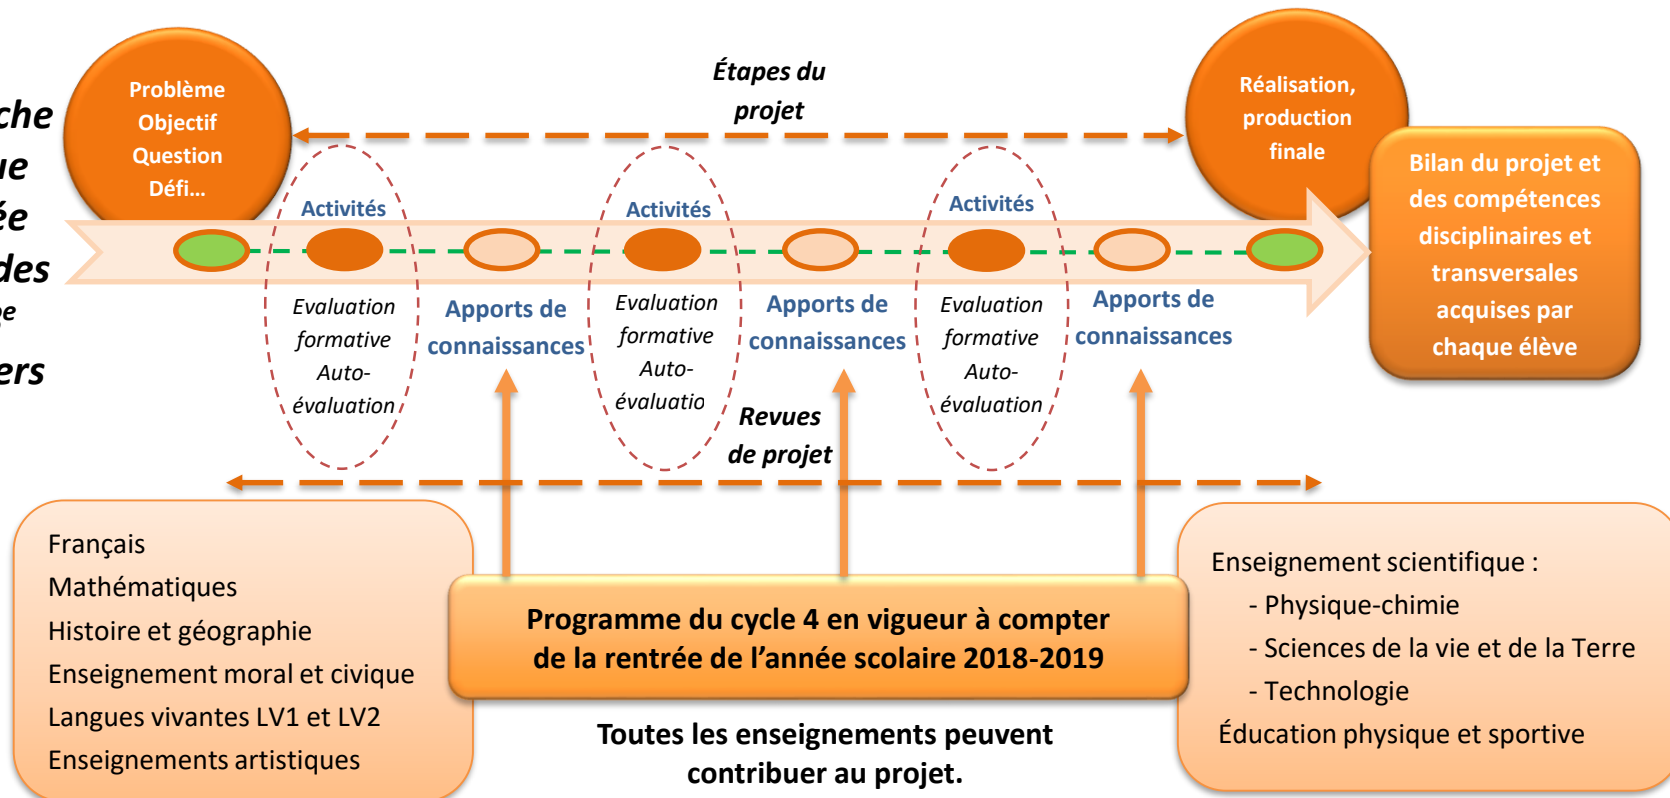 Problème
Objectif
Question
Défi...
Étapes du
projet
Réalisation,
production
finale
Bilan du projet et
des compétences
disciplinaires et
transversales
acquises par
chaque élève
des
Activités
Activités
Activités
Evaluation
formative
Auto-
évaluation
Apports de
connaissances
Evaluation
formative
Auto-
évaluatio
Apports de
connaissances
Evaluation
formative
Auto-
évaluation
Apports de
connaissances
Revues
de projet
Français
Mathématiques
Histoire et géographie
Enseignement moral et civique
Langues vivantes LV1 et LV2
Enseignements artistiques
Programme du cycle 4 en vigueur à compter
de la rentrée de l’année scolaire 2018-2019
Toutes les enseignements peuvent
contribuer au projet.
Enseignement scientifique :
- Physique-chimie
- Sciences de la vie et de la Terre
- Technologie
Éducation physique et sportive